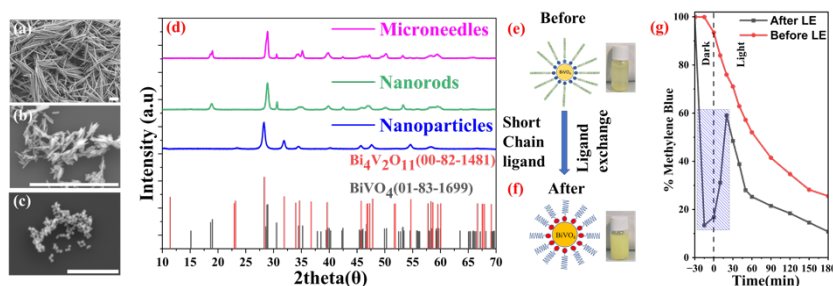 (a)
(b)
(c)
(d)
Microneedles
Nanorods
Nanoparticles
Bi4V2O11(00-82-1481)
BiVO4(01-83-1699)
Intensity (a.u)
10 15 20 25 30 35 40 45 50 55 60 65 70
2theta(θ)
(e)
Before
BiVO4
Short
Chain
ligand
Ligand
exchange
(f)
After
BiVO4
(g)
After LE
Before LE
Dark
Light
% Methylene Blue
100
80
60
40
20
0
-30 0 30 60 90 120 150 180
Time(min)